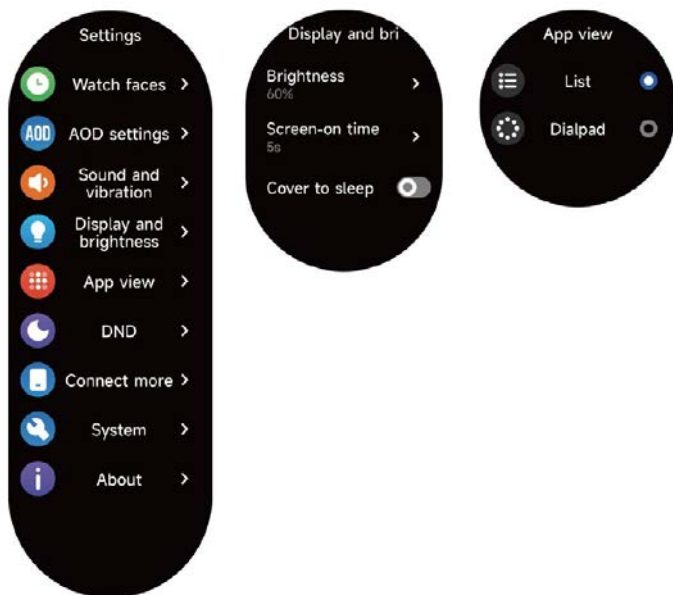 Settings
Watch faces
AOD
AOD settings
Sound and
vibration
Display and
brightness
App view
DND
Connect more
System
i
About
Display and bri
Brightness
60%
Screen-on time
5s
Cover to sleep
App view
List
Dialpad